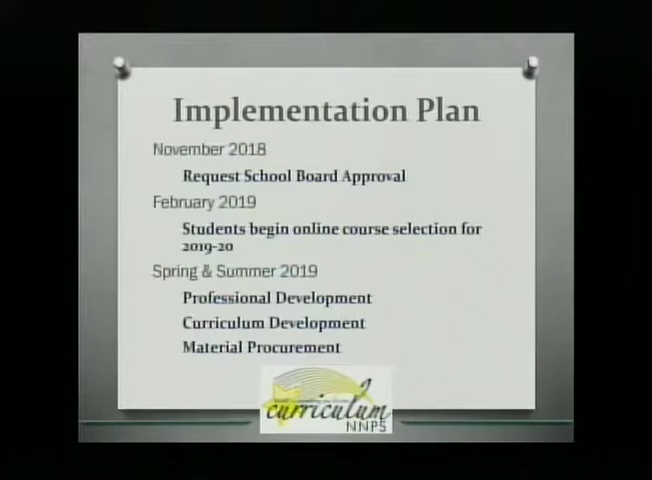 Implementation Plan
November 2018
Request School Board Approval
February 2019
Students begin online course selection for
2019-20
Spring & Summer 2019
Professional Development
Curriculum Development
Material Procurement
curriculum
NNPS